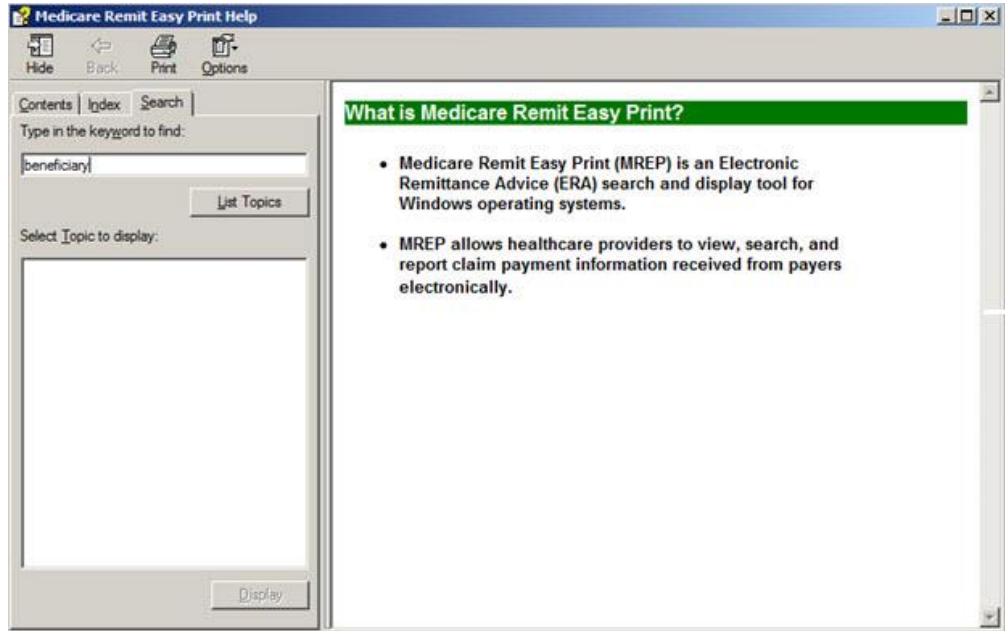 Medicare Remit Easy Print Help
Hide Back Print Options
Contents Index Search
Type in the keyword to find:
beneficiary
List Topics
Select Topic to display:
Display
What is Medicare Remit Easy Print?
• Medicare Remit Easy Print (MREP) is an Electronic
Remittance Advice (ERA) search and display tool for
Windows operating systems.
• MREP allows healthcare providers to view, search, and
report claim payment information received from payers
electronically.